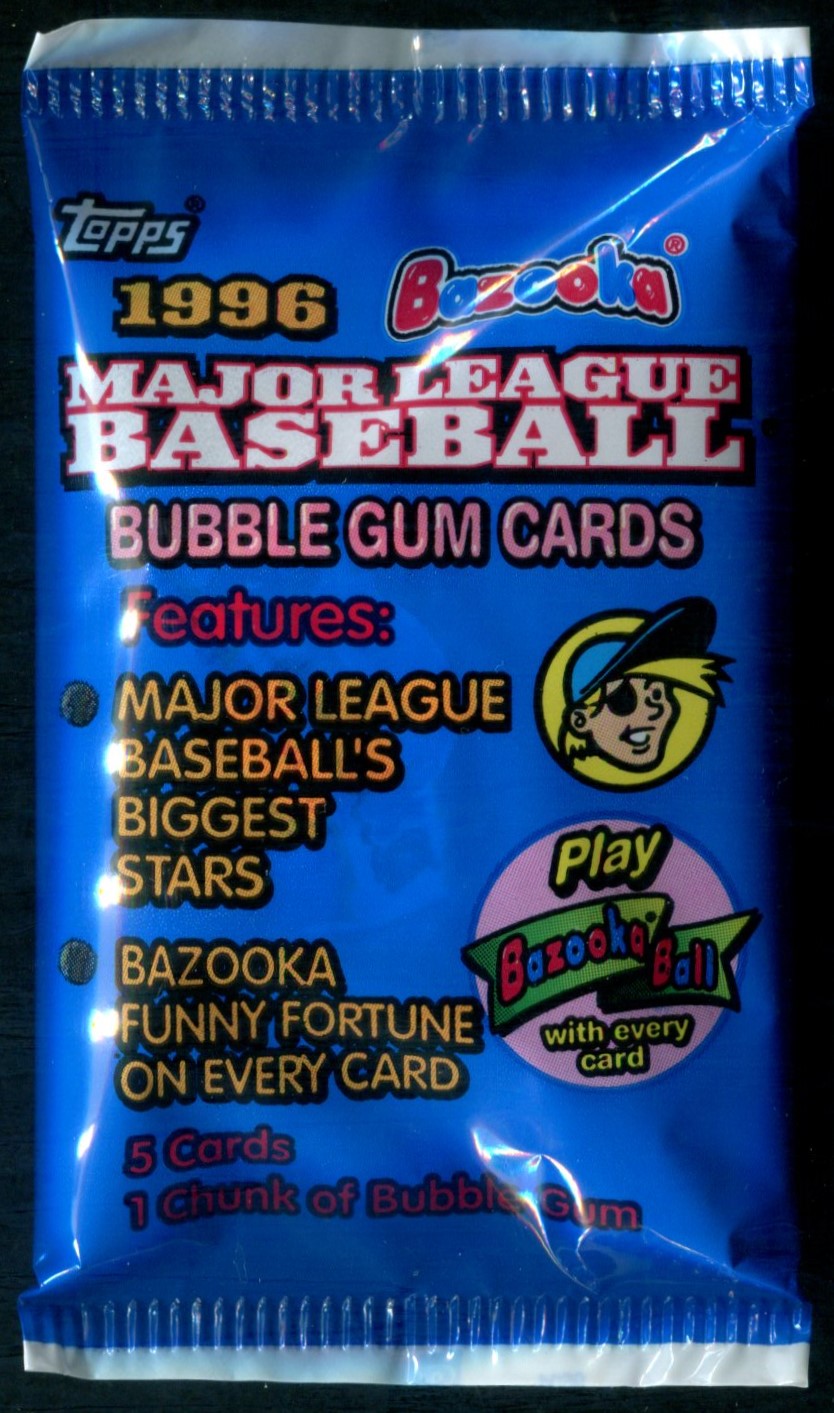 Topps®
1996
Bazooka®
MAJOR LEAGUE
BASEBALL
BUBBLE GUM CARDS
Features:
MAJOR LEAGUE
BASEBALL'S
BIGGEST
STARS
BAZOOKA
FUNNY FORTUNE
ON EVERY CARD
Play
Bazooka® Ball
with every
card
5 Cards
1 Chunk of Bubble Gum